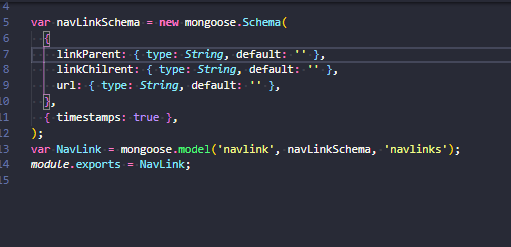 4
5 var navLinkSchema = new mongoose.Schema(
6 {
7 linkParent: { type: String, default: '' },
8 linkChilrent: { type: String, default: '' },
9 url: { type: String, default: '' },
10 },
11 { timestamps: true },
12 );
13 var NavLink = mongoose.model('navlink', navLinkSchema, 'navlinks');
14 module.exports = NavLink;
15